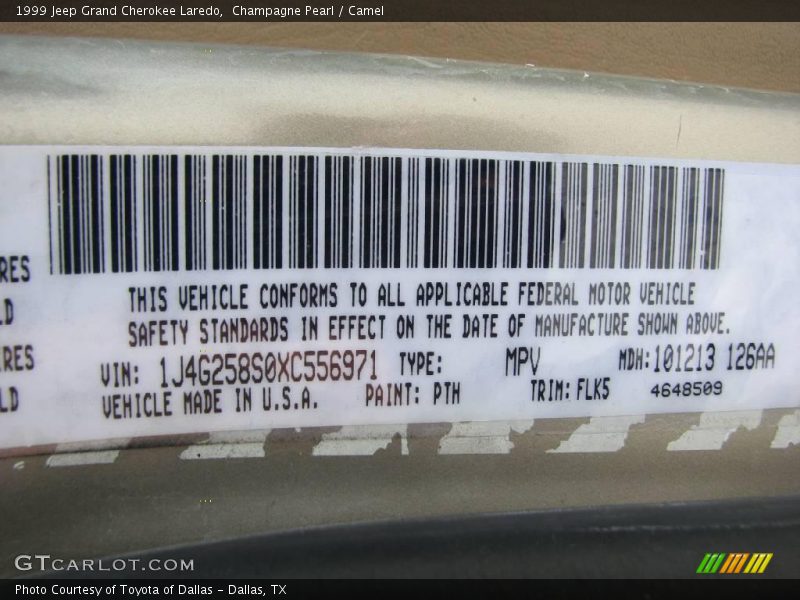 1999 Jeep Grand Cherokee Laredo, Champagne Pearl / Camel
RES
LD
IRES
LD
THIS VEHICLE CONFORMS TO ALL APPLICABLE FEDERAL MOTOR VEHICLE
SAFETY STANDARDS IN EFFECT ON THE DATE OF MANUFACTURE SHOWN ABOVE.
VIN: 1J4G258S0XC556971 TYPE: MPV MDH: 101213 126AA
VEHICLE MADE IN U.S.A. PAINT: PTH TRIM: FLK5 4648509
GTCARLOT.COM
Photo Courtesy of Toyota of Dallas - Dallas, TX